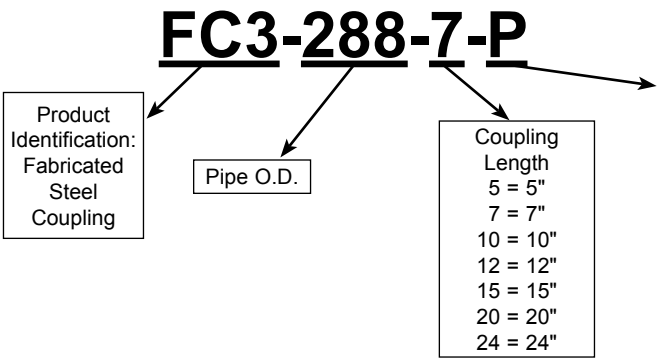 FC3-288-7-P
Product
Identification:
Fabricated
Steel
Coupling
Pipe O.D.
Coupling
Length
5 = 5"
7 = 7"
10 = 10"
12 = 12"
15 = 15"
20 = 20"
24 = 24"